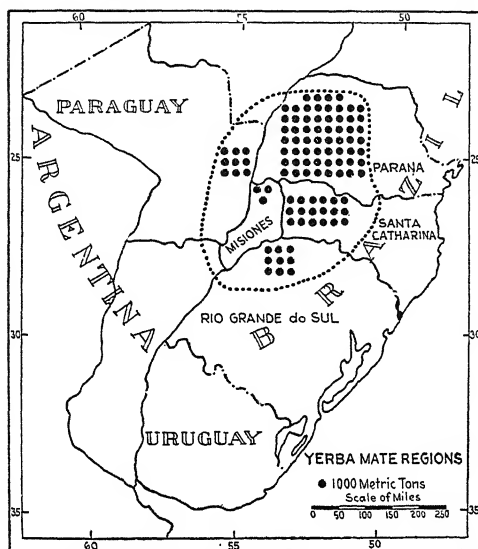 60 55 50
PARAGUAY
ARGENTINA
BRAZIL
25 25
PARANA
SANTA
CATHARINA
MISIONES
30 30
RIO GRANDE do SUL
URUGUAY
YERBA MATE REGIONS
1000 Metric Tons
Scale of Miles
0 50 100 150 200 250
35 35
60 55 50